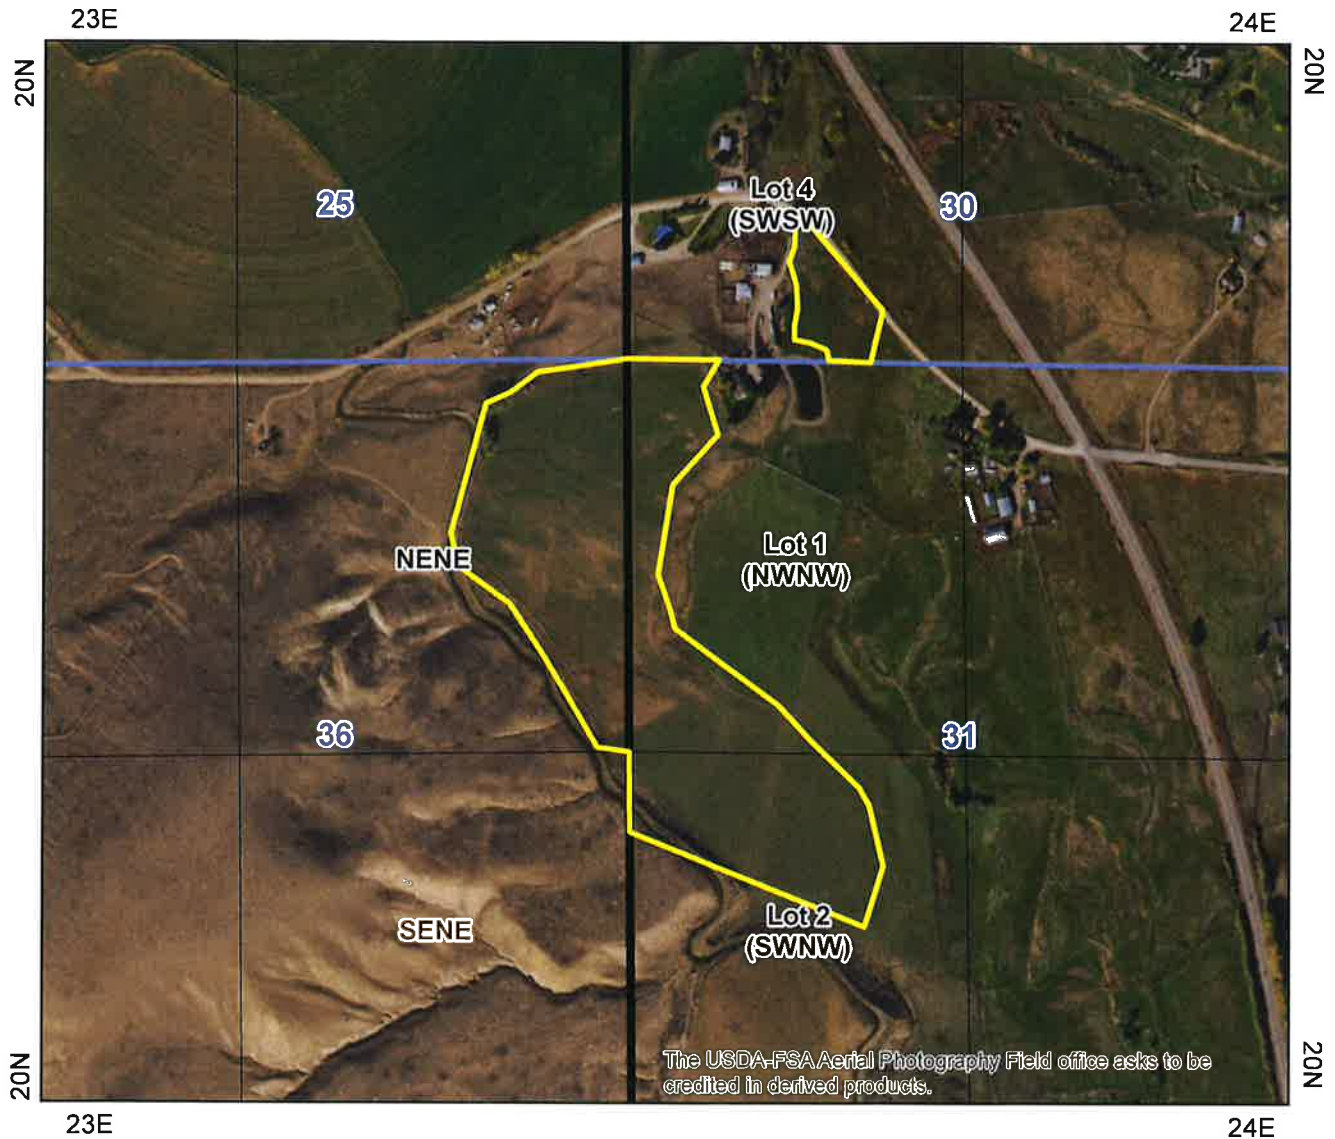 23E
24E
20N
20N
25
Lot 4
(SWSW)
30
Lot 1
(NWNW)
NENE
36
31
SENE
Lot 2
(SWNW)
The USDA-FSA Aerial Photography Field office asks to be
credited in derived products.
20N
20N
23E
24E